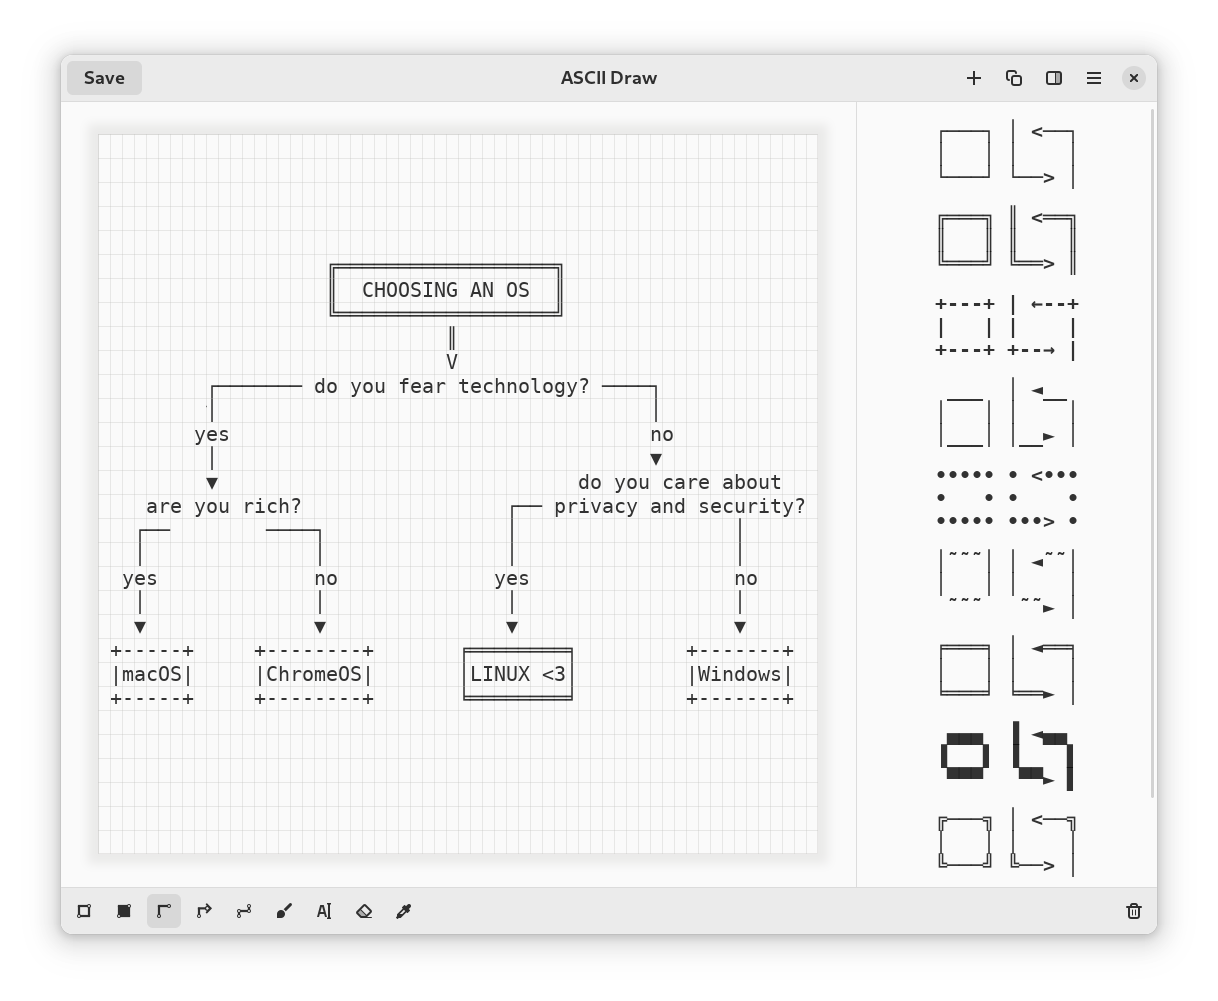 Save
ASCII Draw
CHOOSING AN OS
V
do you fear technology?
yes
no
do you care about
are you rich?
privacy and security?
yes
no
yes
no
macOS
ChromeOS
LINUX <3
Windows
AI